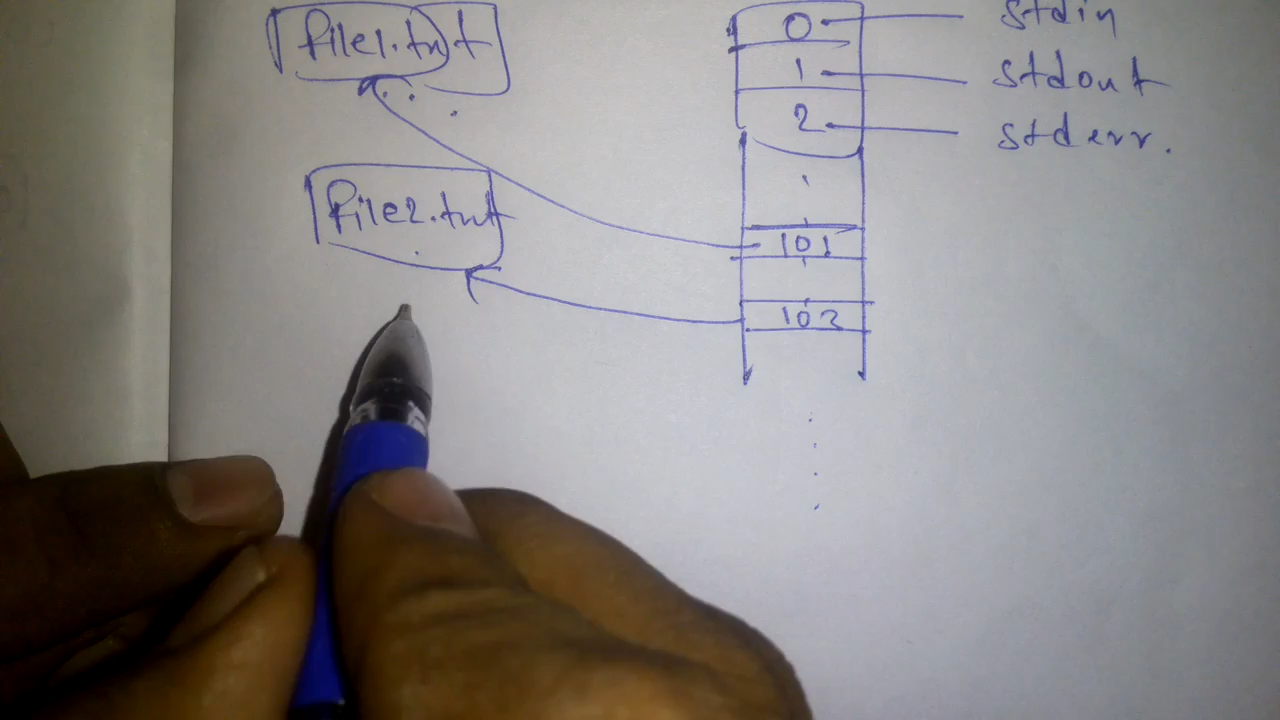 file1.txt
0 stdin
1 stdout
2 stderr.
file2.txt
101
102